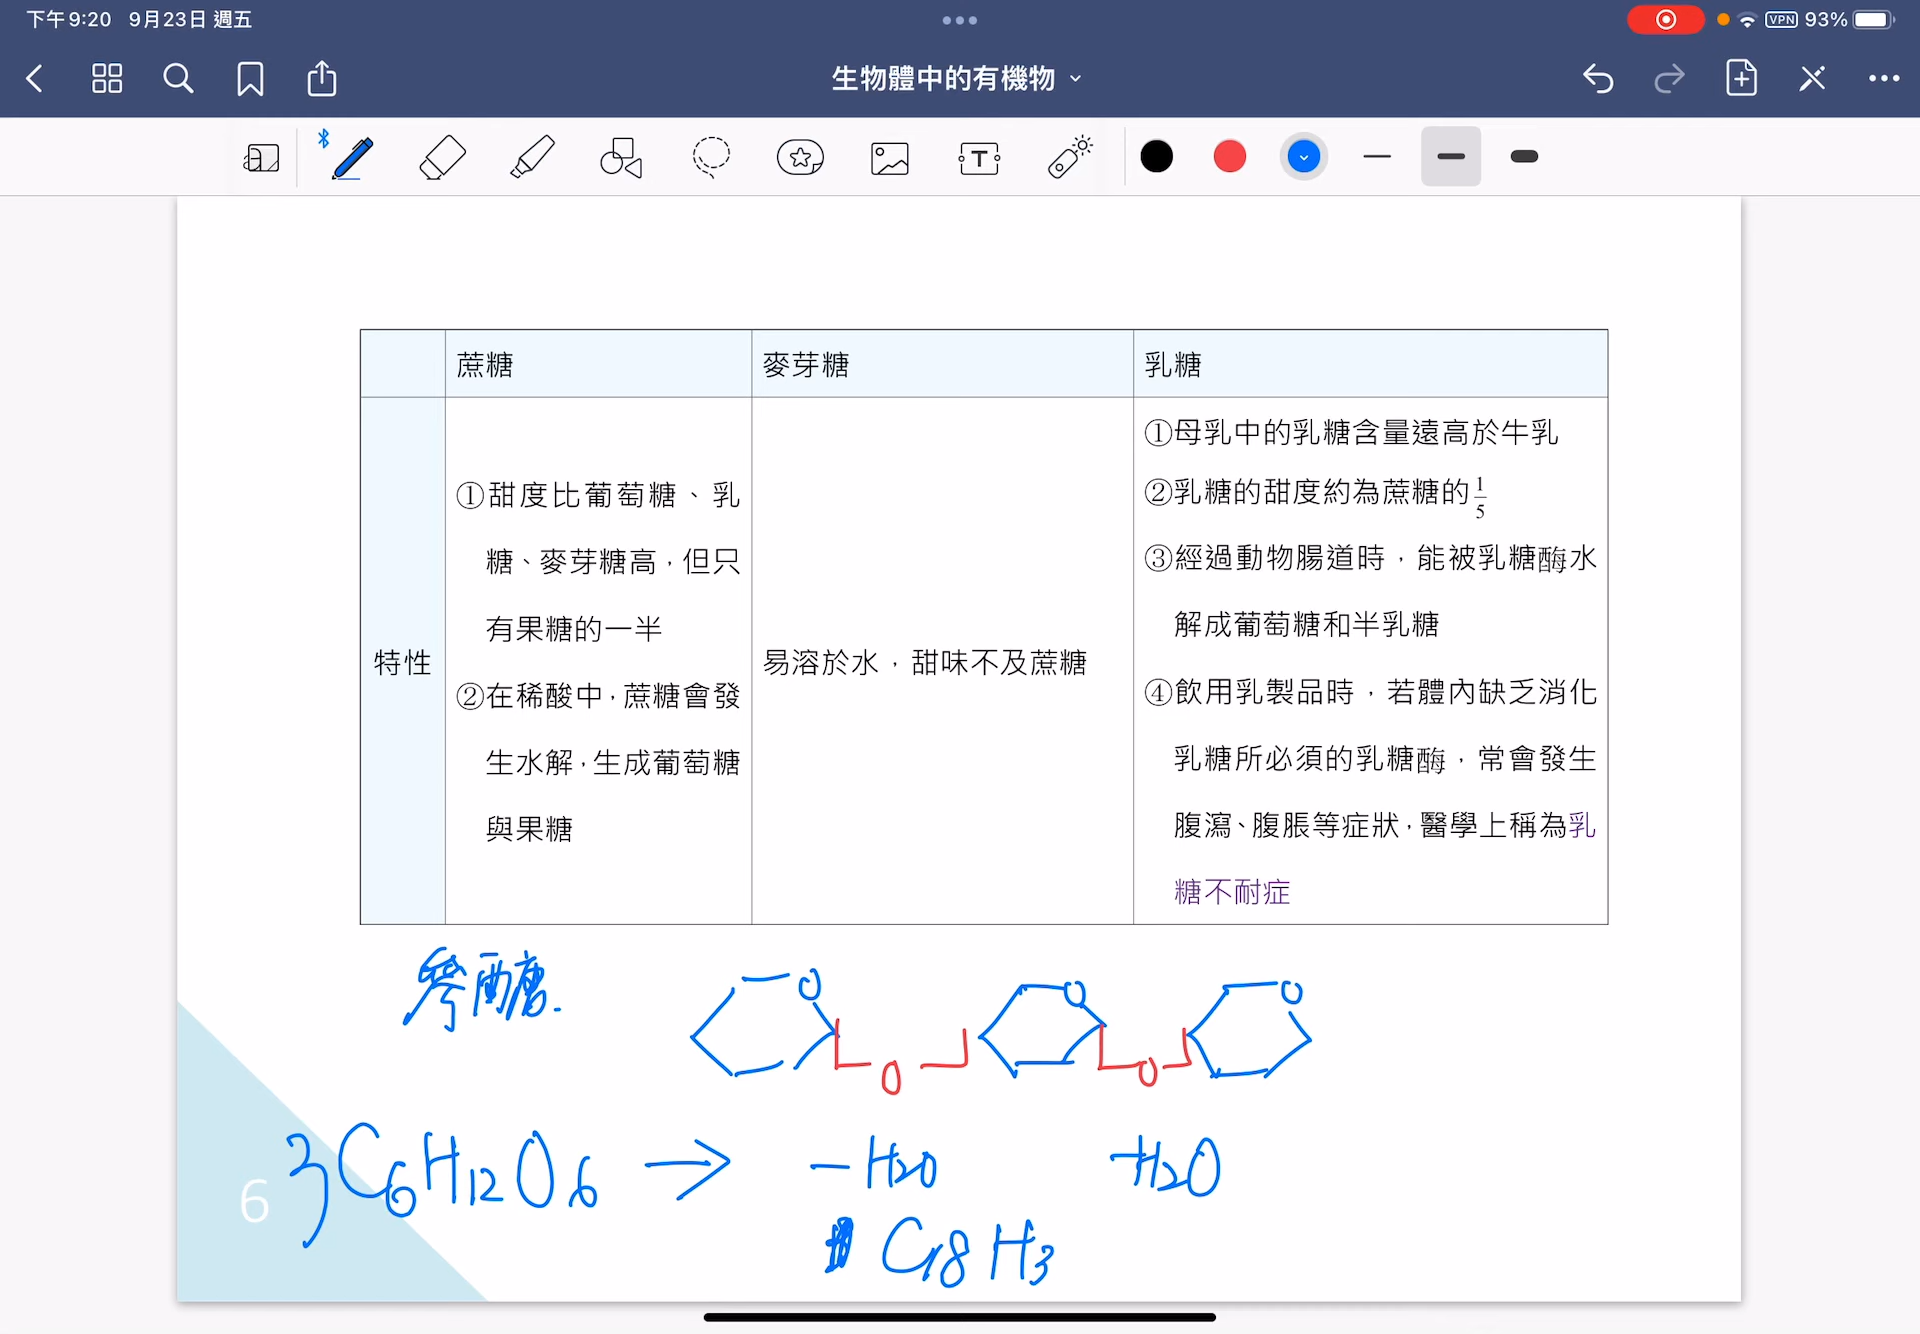 下午9:20 9月23日 週五
VPN 93%
生物體中的有機物
T
蔗糖 麥芽糖 乳糖
特性
①甜度比葡萄糖、乳
糖、麥芽糖高，但只
有果糖的一半
②在稀酸中，蔗糖會發
生水解，生成葡萄糖
與果糖
易溶於水，甜味不及蔗糖
①母乳中的乳糖含量遠高於牛乳
②乳糖的甜度約為蔗糖的1/5
③經過動物腸道時，能被乳糖酶水
解成葡萄糖和半乳糖
④飲用乳製品時，若體內缺乏消化
乳糖所必須的乳糖酶，常會發生
腹瀉、腹脹等症狀，醫學上稱為乳
糖不耐症
O O O
O O
3C6H12O6 → -H2O -H2O
C18H3
6